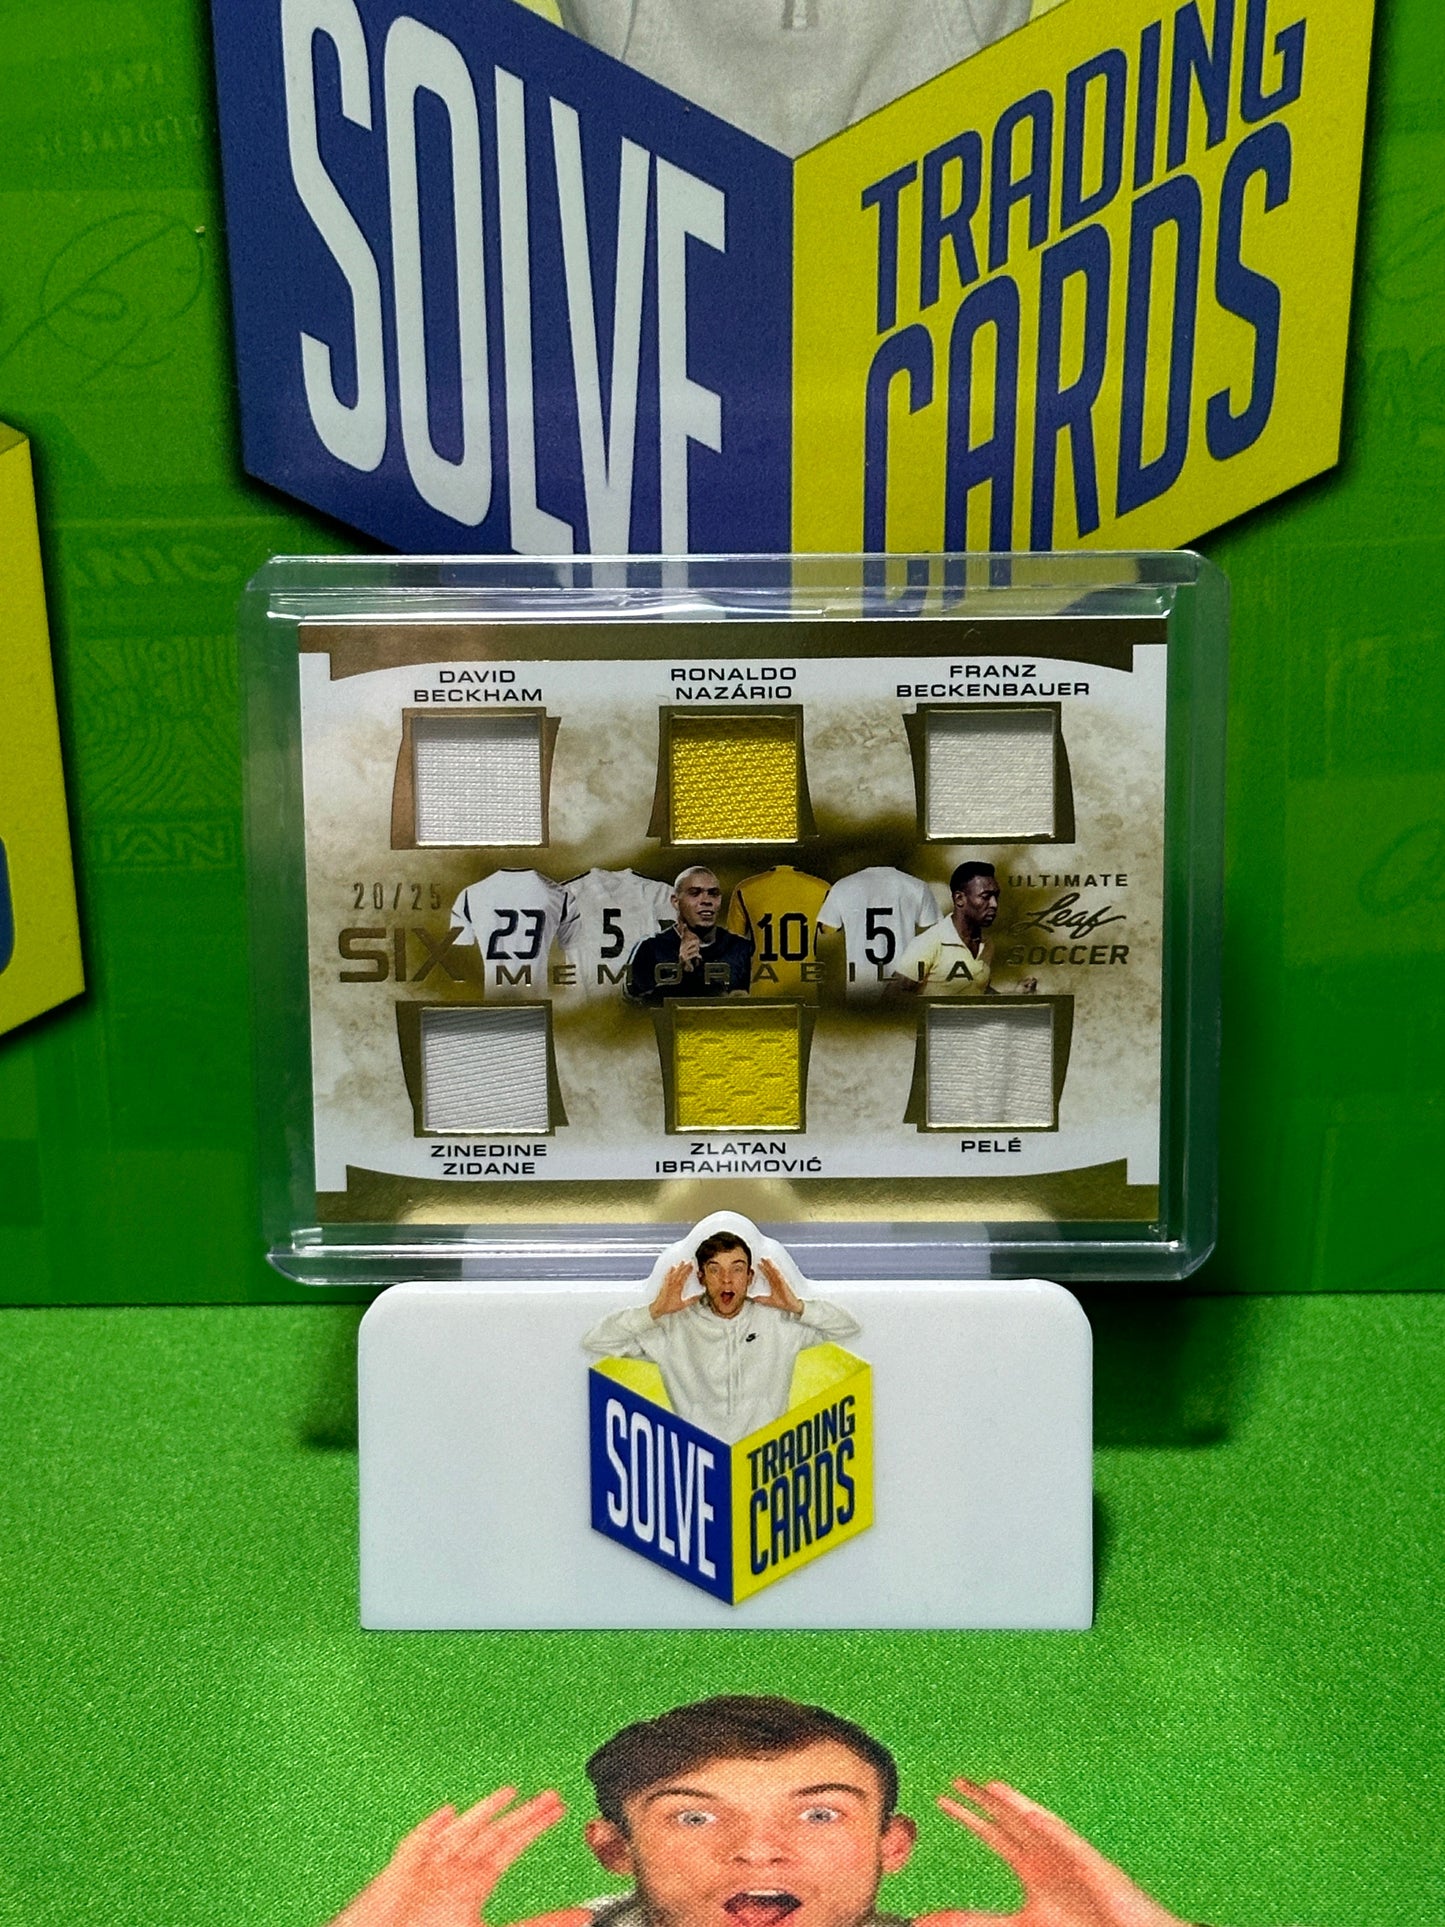 SOLVE
TRADING
CARDS
DAVID
BECKHAM
RONALDO
NAZÁRIO
FRANZ
BECKENBAUER
20/25
SIX
MEMORABILIA
23
5
10
5
ULTIMATE
Leaf
SOCCER
ZINEDINE
ZIDANE
ZLATAN
IBRAHIMOVIĆ
PELÉ
SOLVE
TRADING
CARDS